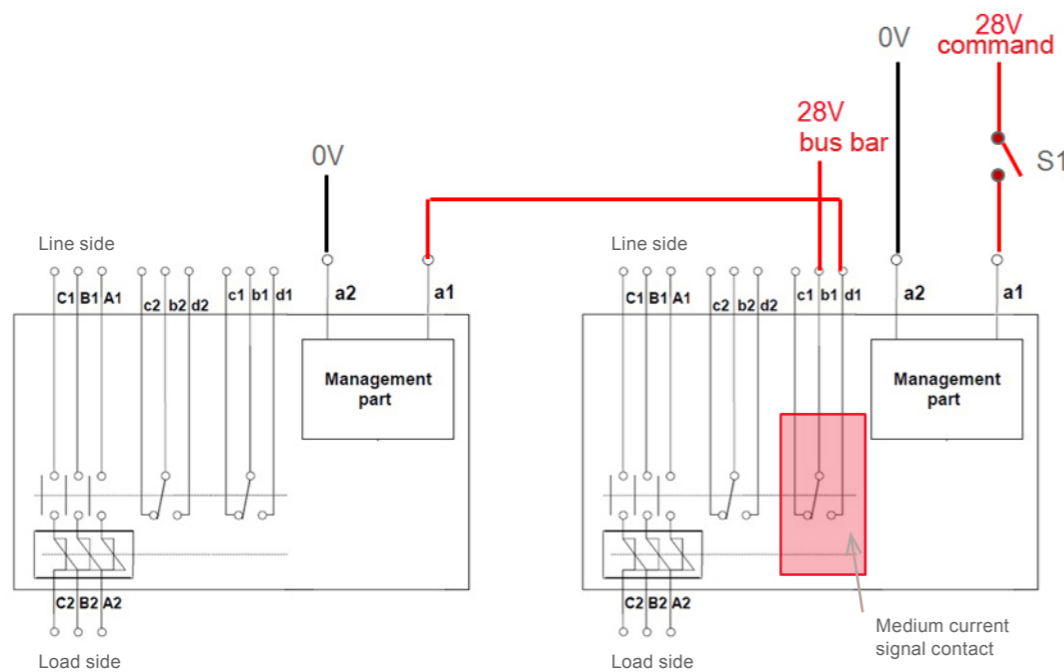 28V
command
0V
28V
bus bar
S1
0V
Line side
Line side
C1 B1 A1
c2 b2 d2
c1 b1 d1
a2
a1
C1 B1 A1
c2 b2 d2
c1 b1 d1
a2
a1
Management
part
Management
part
C2 B2 A2
C2 B2 A2
Load side
Load side
Medium current
signal contact